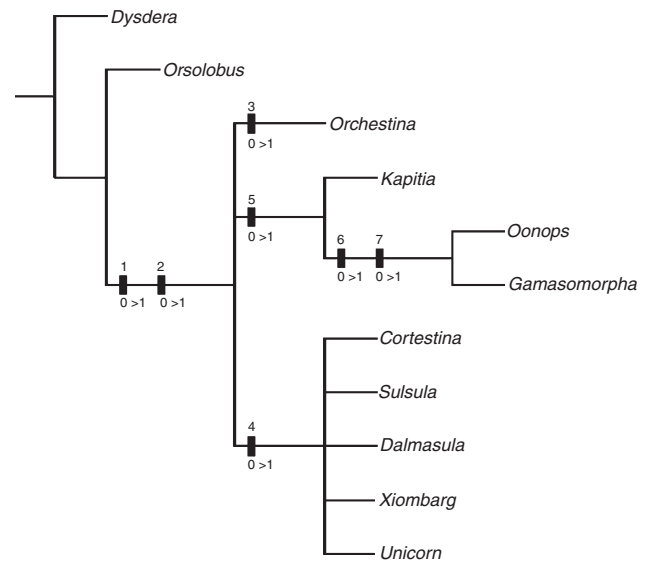 Dysdera
Orsolobus
3
Orchestina
0 >1
Kapitia
5
0 >1
Oonops
6 7
0 >1 0 >1
Gamasomorpha
1 2
0 >1 0 >1
Cortestina
Sulsula
4
Dalmasula
0 >1
Xiombarg
Unicorn